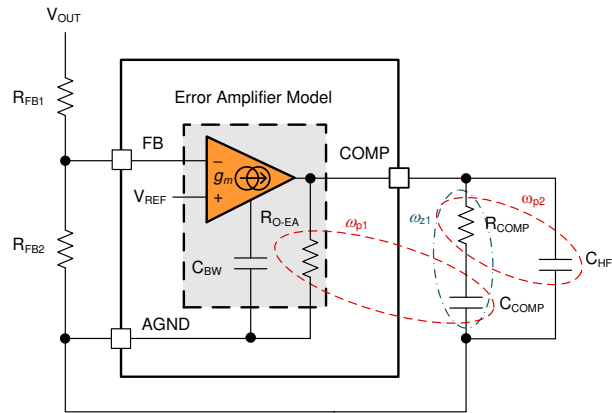 VOUT
RFB1
Error Amplifier Model
FB
COMP
gm
−
+
VREF
RO-EA
ωp1
ωz1
ωp2
RCOMP
RFB2
CBW
CHF
CCOMP
AGND